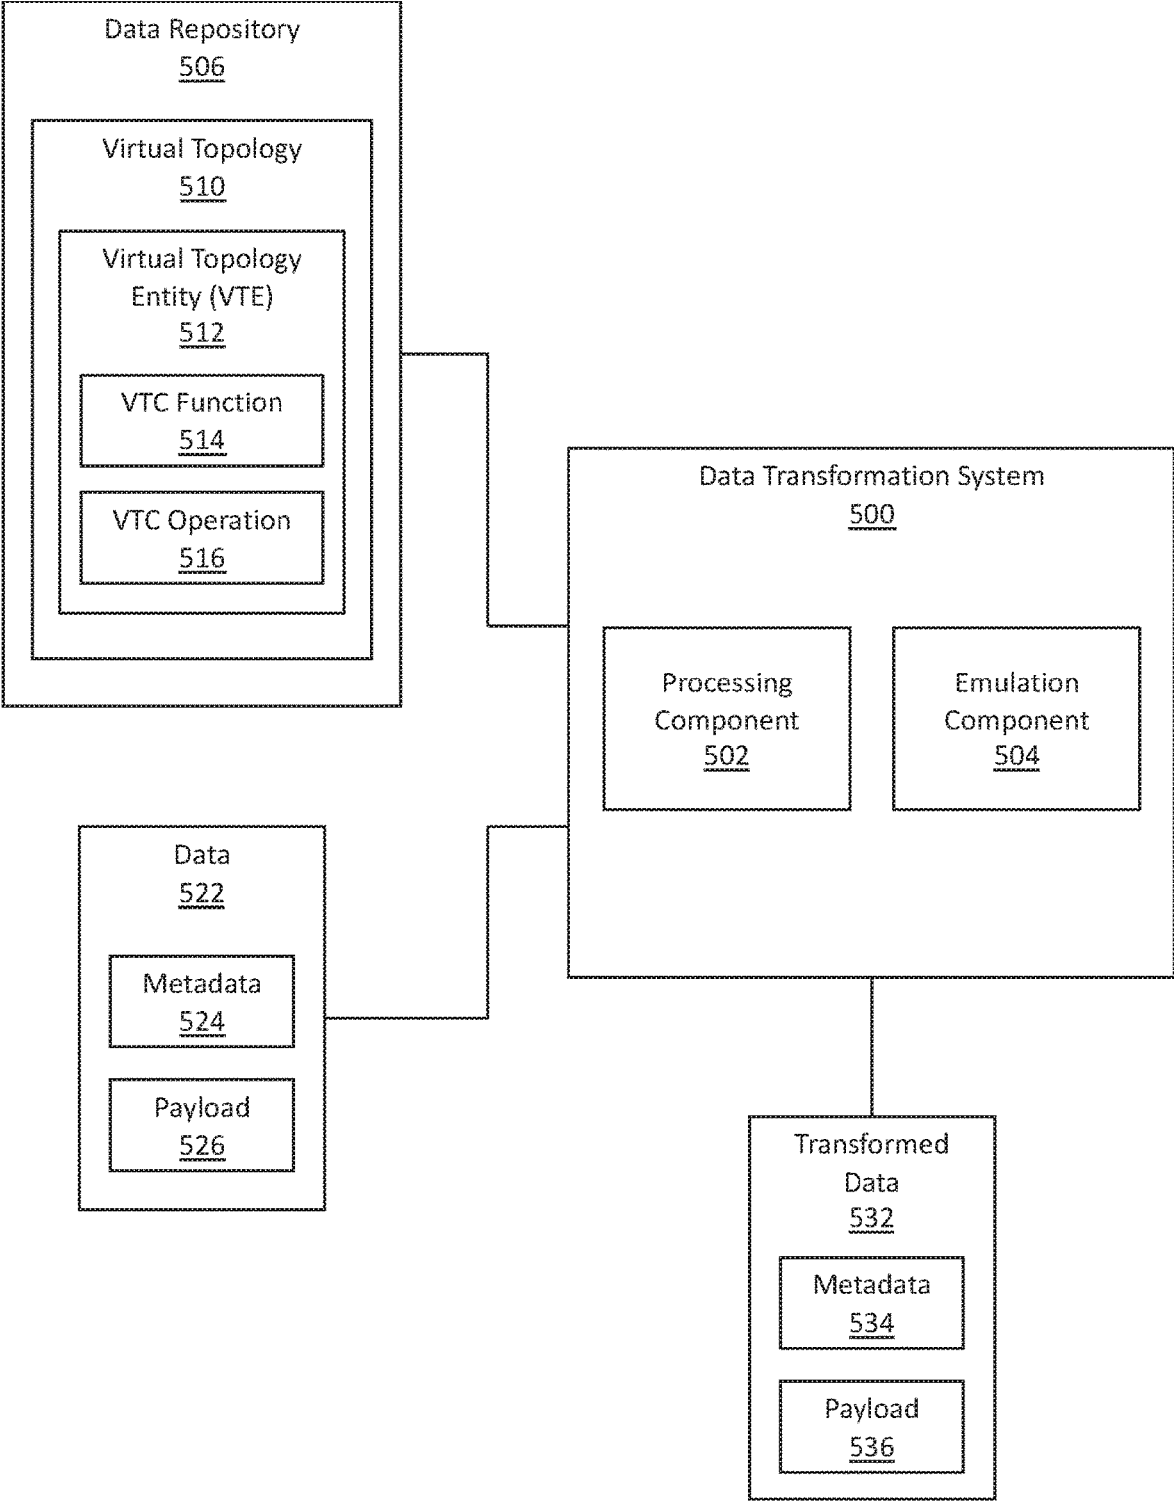 Data Repository
506
Virtual Topology
510
Virtual Topology
Entity (VTE)
512
VTC Function
514
VTC Operation
516
Data Transformation System
500
Processing
Component
502
Emulation
Component
504
Data
522
Metadata
524
Payload
526
Transformed
Data
532
Metadata
534
Payload
536